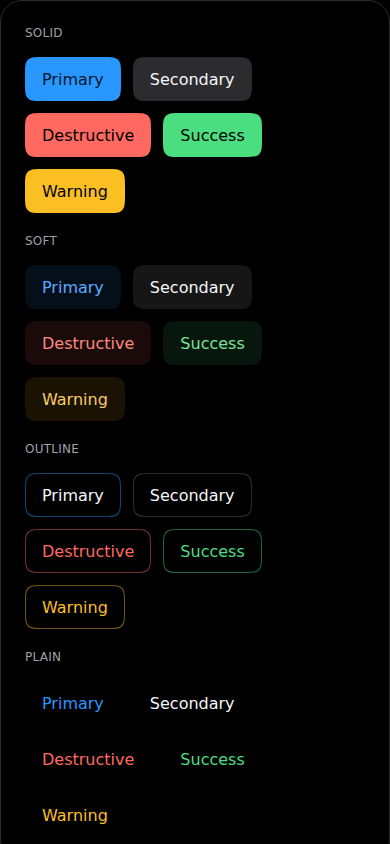 SOLID
Primary Secondary
Destructive Success
Warning
SOFT
Primary Secondary
Destructive Success
Warning
OUTLINE
Primary Secondary
Destructive Success
Warning
PLAIN
Primary Secondary
Destructive Success
Warning